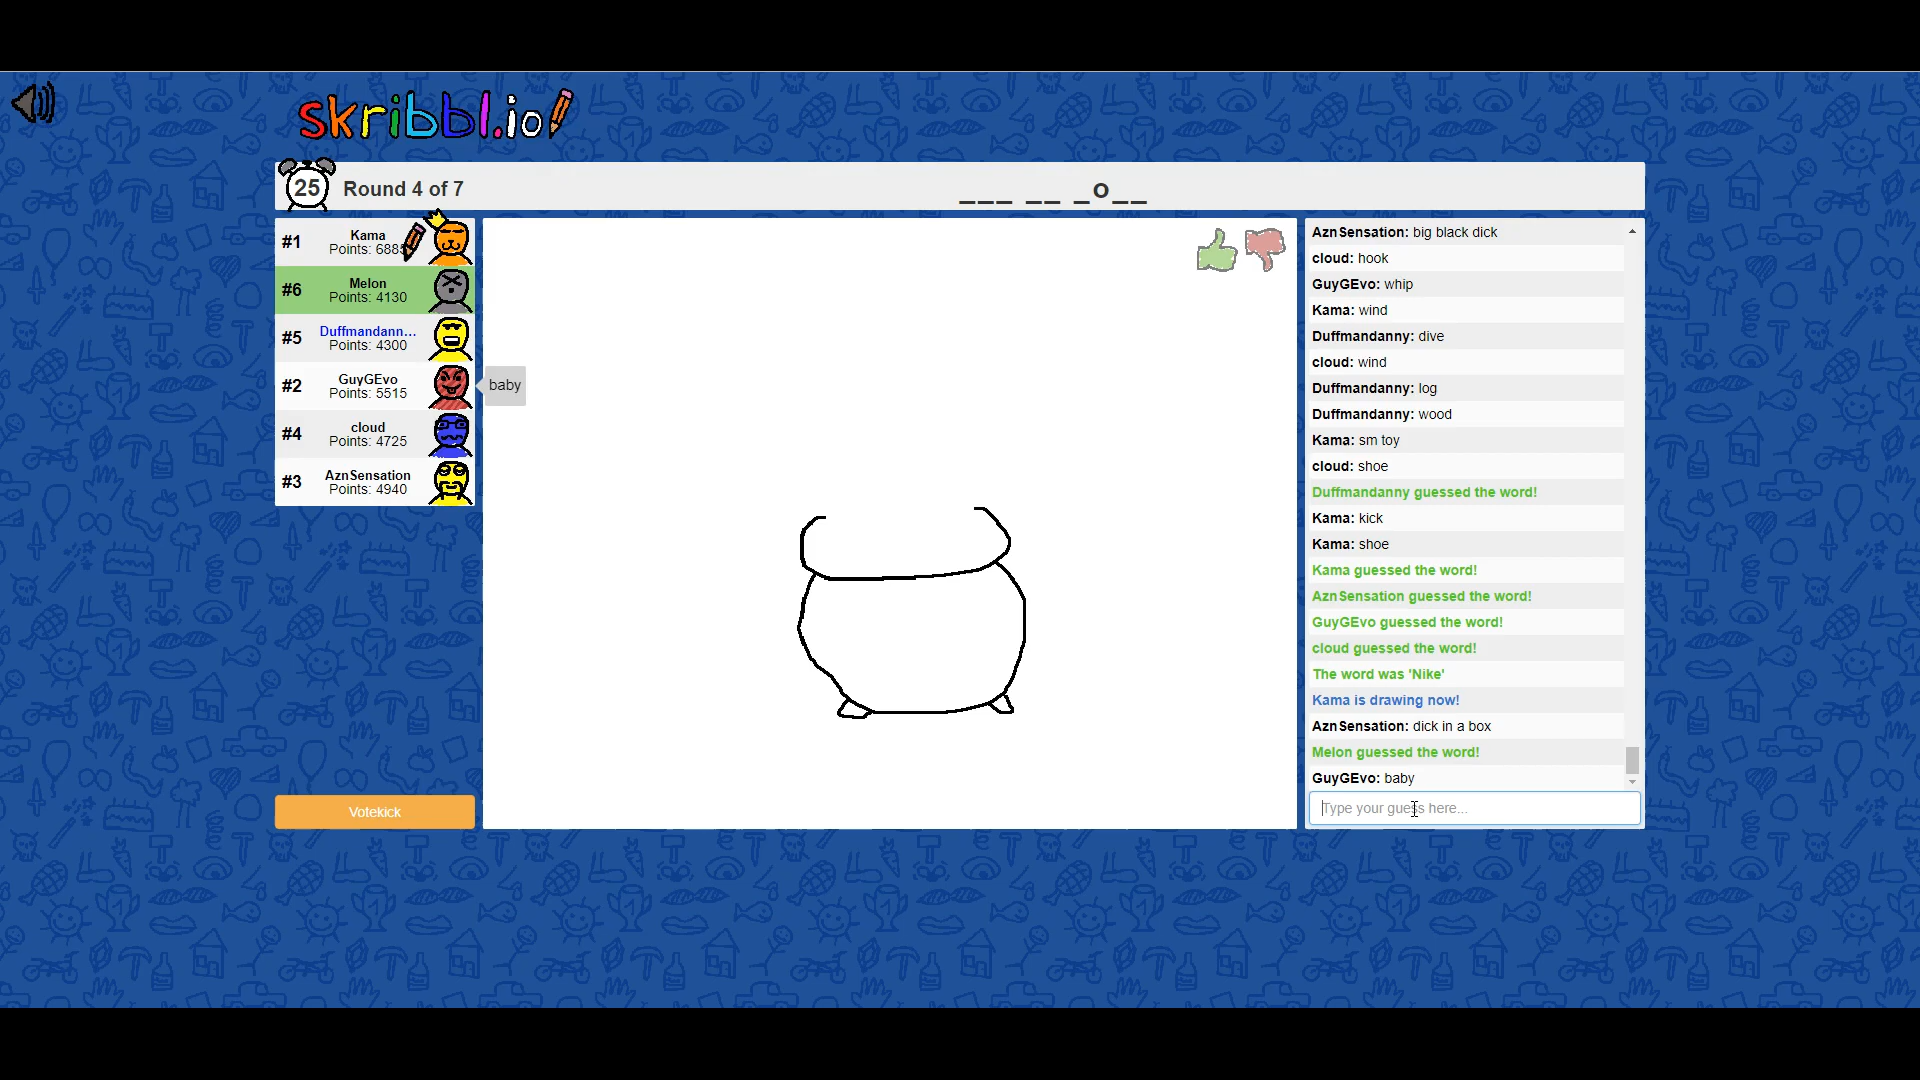 skribbl.io
25
Round 4 of 7
___ __ _o__
#1
Kama
Points: 6885
#6
Melon
Points: 4130
#5
Duffmandann...
Points: 4300
#2
GuyGEvo
Points: 5515
baby
#4
cloud
Points: 4725
#3
AznSensation
Points: 4940
Votekick
AznSensation: big black dick
cloud: hook
GuyGEvo: whip
Kama: wind
Duffmandanny: dive
cloud: wind
Duffmandanny: log
Duffmandanny: wood
Kama: sm toy
cloud: shoe
Duffmandanny guessed the word!
Kama: kick
Kama: shoe
Kama guessed the word!
AznSensation guessed the word!
GuyGEvo guessed the word!
cloud guessed the word!
The word was 'Nike'
Kama is drawing now!
AznSensation: dick in a box
Melon guessed the word!
GuyGEvo: baby
Type your guess here...